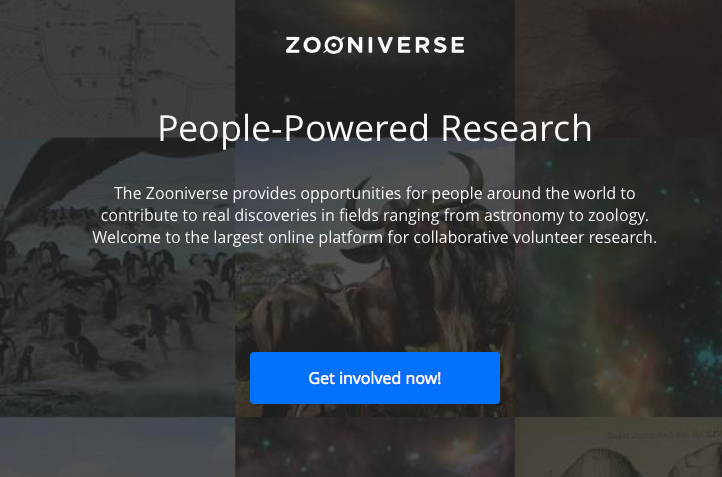 ZOONIVERSE
People-Powered Research
The Zooniverse provides opportunities for people around the world to
contribute to real discoveries in fields ranging from astronomy to zoology.
Welcome to the largest online platform for collaborative volunteer research.
Get involved now!